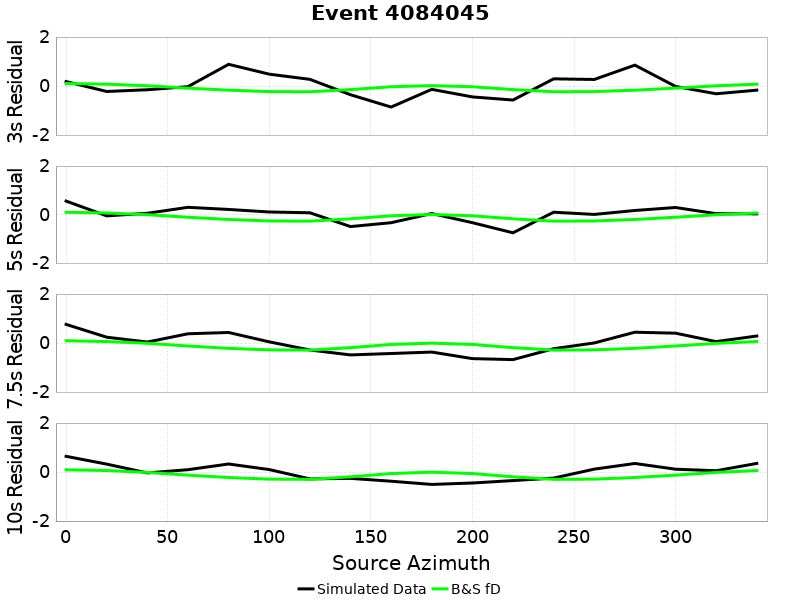 Event 4084045
3s Residual
2
0
-2
5s Residual
2
0
-2
7.5s Residual
2
0
-2
10s Residual
2
0
-2
0 50 100 150 200 250 300
Source Azimuth
Simulated Data B&S fD